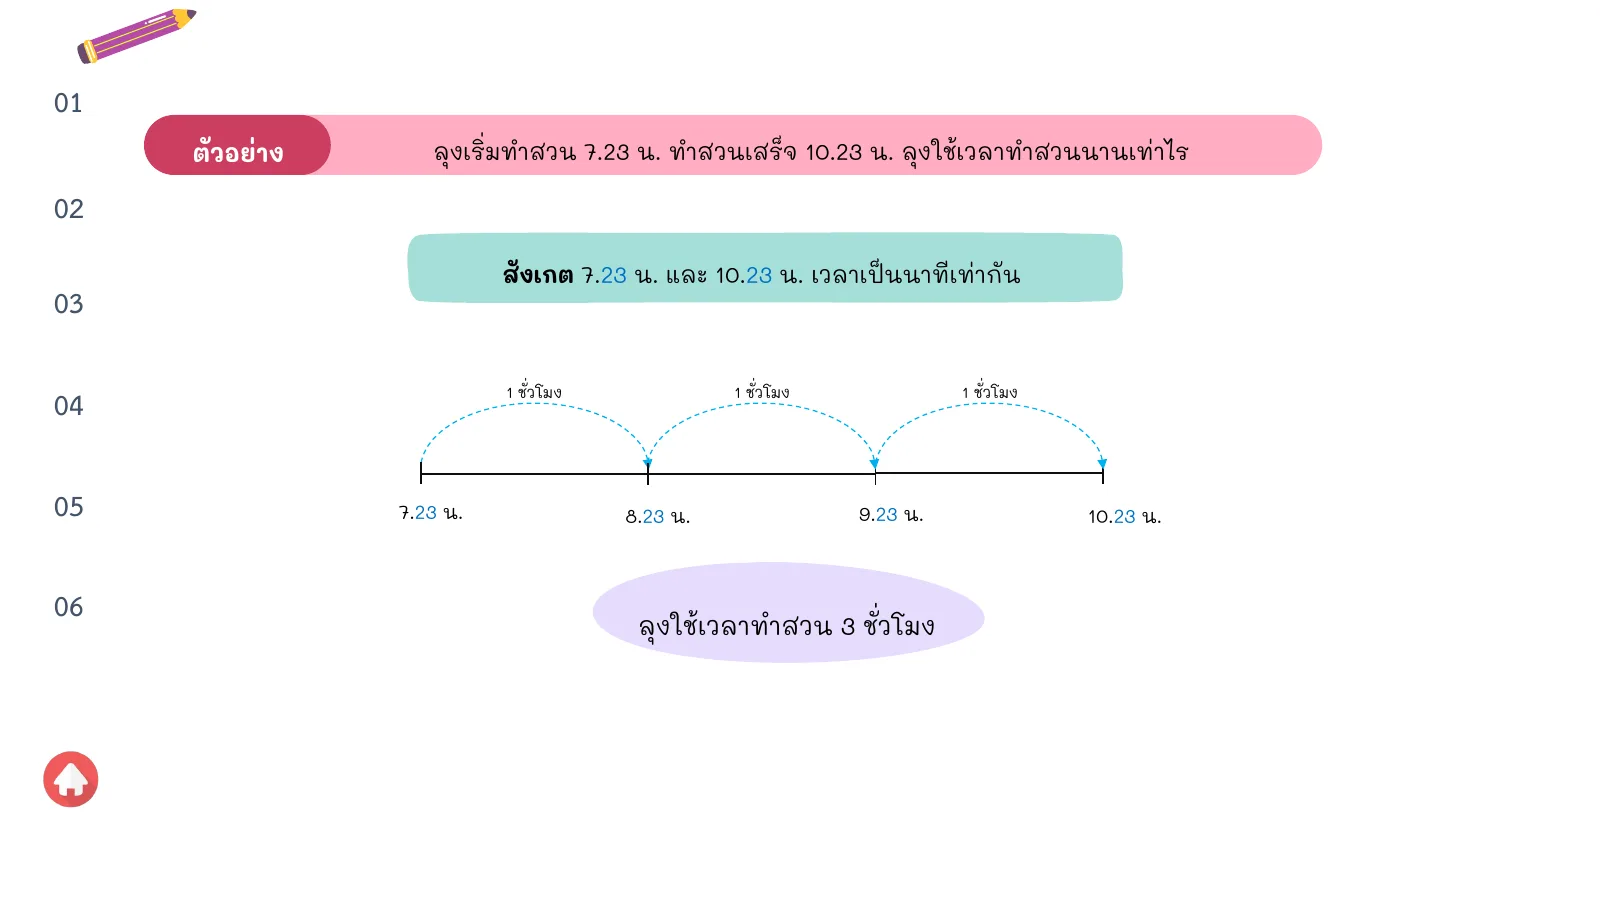 01
ตัวอย่าง ลุงเริ่มทำสวน 7.23 น. ทำสวนเสร็จ 10.23 น. ลุงใช้เวลาทำสวนนานเท่าไร
02
สังเกต 7.23 น. และ 10.23 น. เวลาเป็นนาทีเท่ากัน
03
1 ชั่วโมง 1 ชั่วโมง 1 ชั่วโมง
04
7.23 น. 8.23 น. 9.23 น. 10.23 น.
05
ลุงใช้เวลาทำสวน 3 ชั่วโมง
06